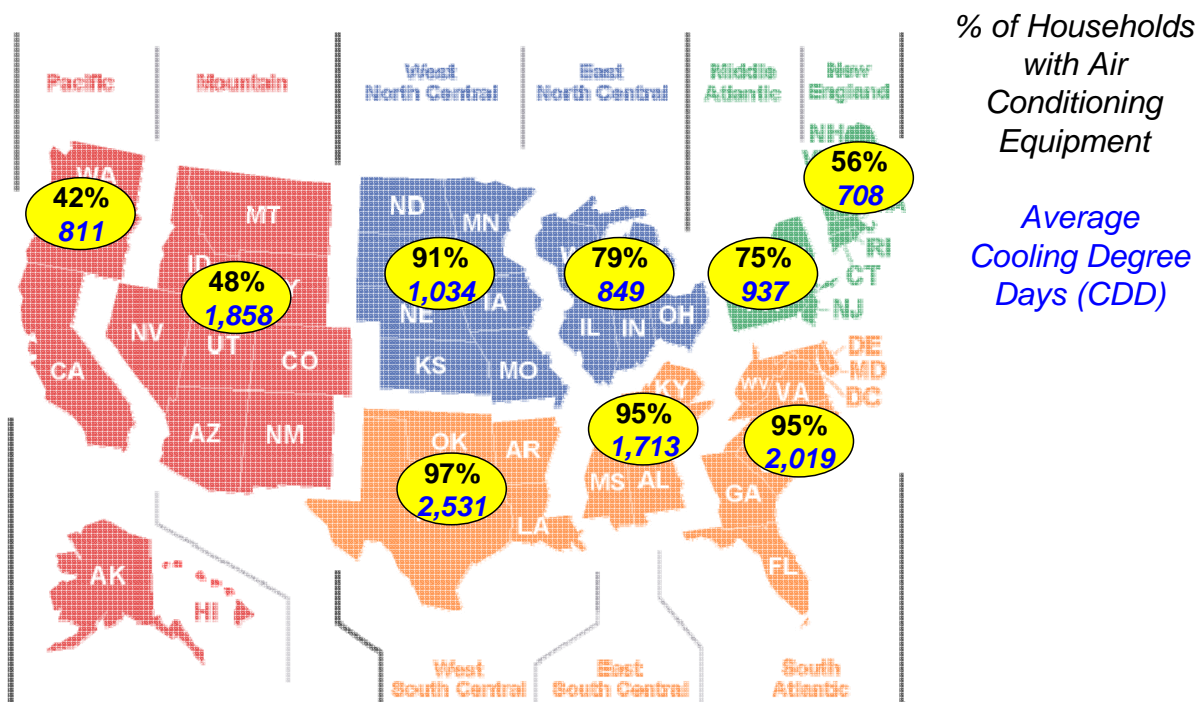 Pacific
Mountain
West
North Central
East
North Central
Middle
Atlantic
New
England
% of Households
with Air
Conditioning
Equipment
Average
Cooling Degree
Days (CDD)
WA
42%
811
CA
MT
ID
48%
1,858
NV
UT
CO
AZ
NM
AK
HI
ND
MN
91%
1,034
IA
NE
KS
MO
79%
849
IL
IN
OH
75%
937
NH
56%
708
RI
CT
NJ
DE
MD
DC
WV
VA
KY
95%
1,713
MS
AL
95%
2,019
GA
FL
OK
AR
97%
2,531
LA
West
South Central
East
South Central
South
Atlantic